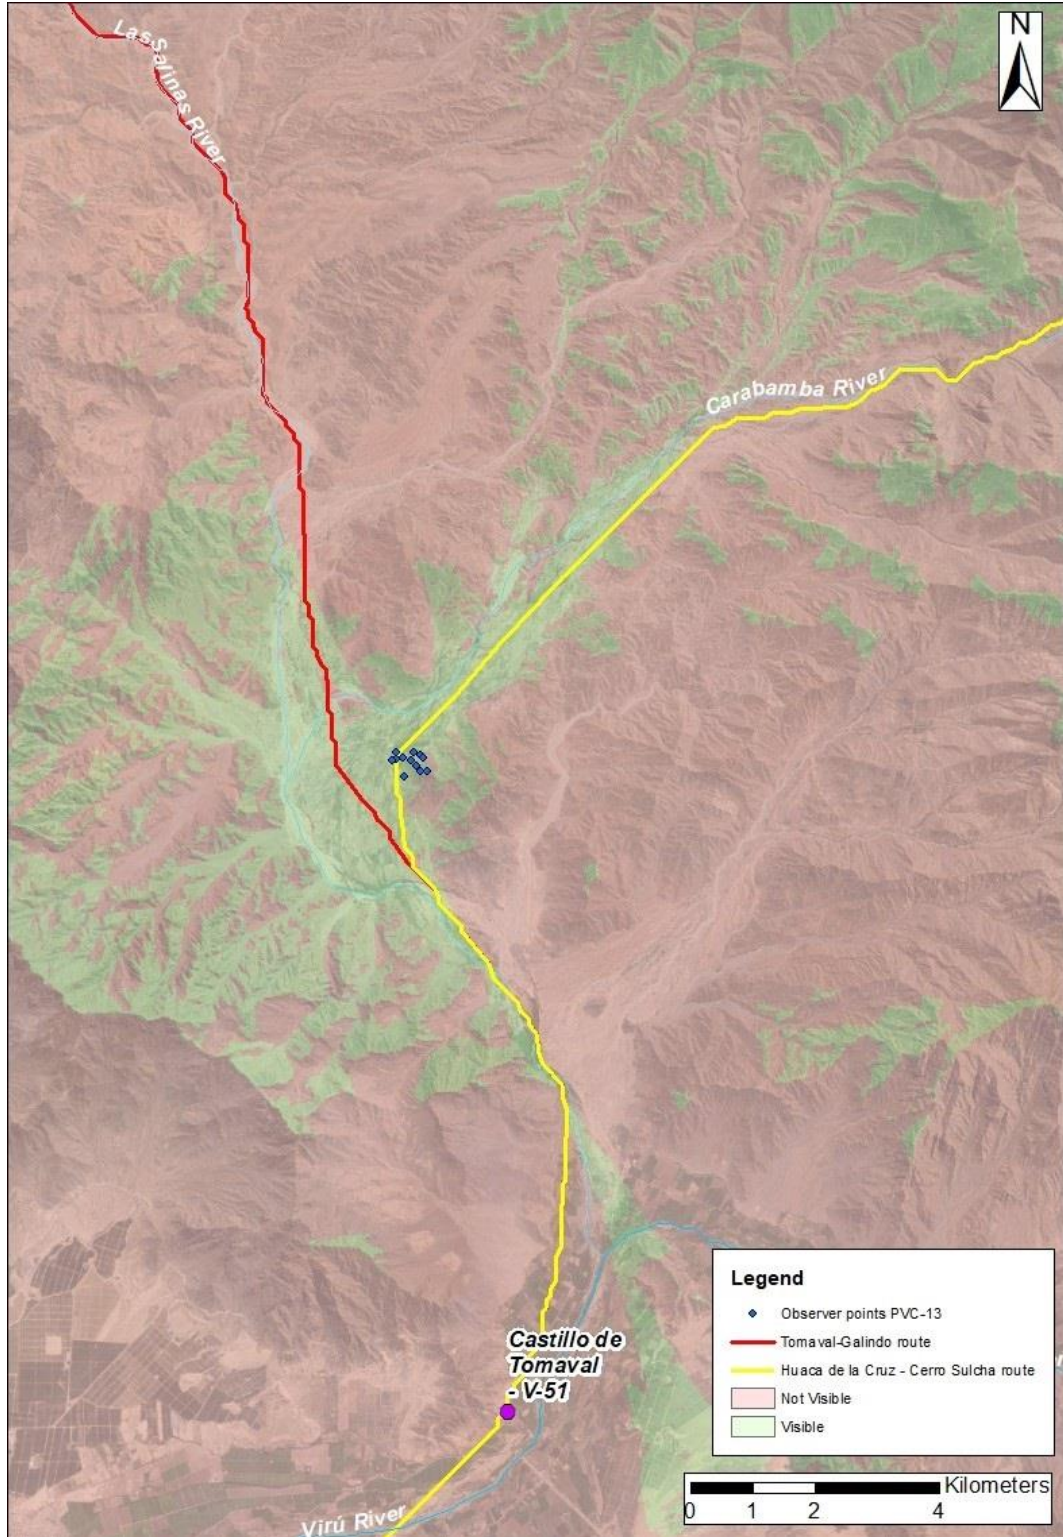 N
Las Salinas River
Carabamba River
Castillo de
Tomaval
- V-51
Virú River
Legend
Observer points PVC-13
Tomaval-Galindo route
Huaca de la Cruz - Cerro Sulcha route
Not Visible
Visible
Kilometers
0 1 2 4